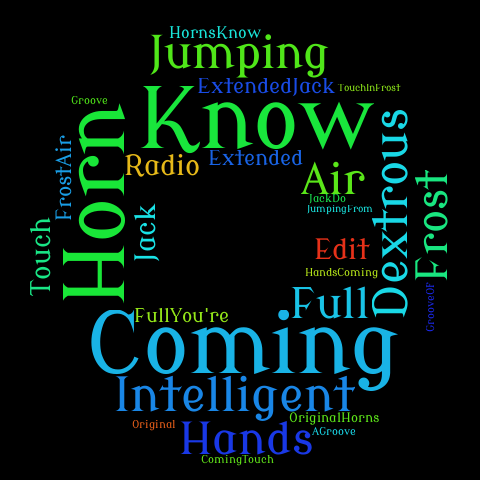 HornsKnow
Jumping
ExtendedJack
TouchInFrost
Groove
Know
Horn
FrostAir
Radio
Extended
Air
Dextrous
Frost
JackDo
JumpingFrom
Jack
Touch
Edit
HandsComing
Full
GrooveOf
FullYou're
Coming
Intelligent
OriginalHorns
Original
Hands
AGroove
ComingTouch